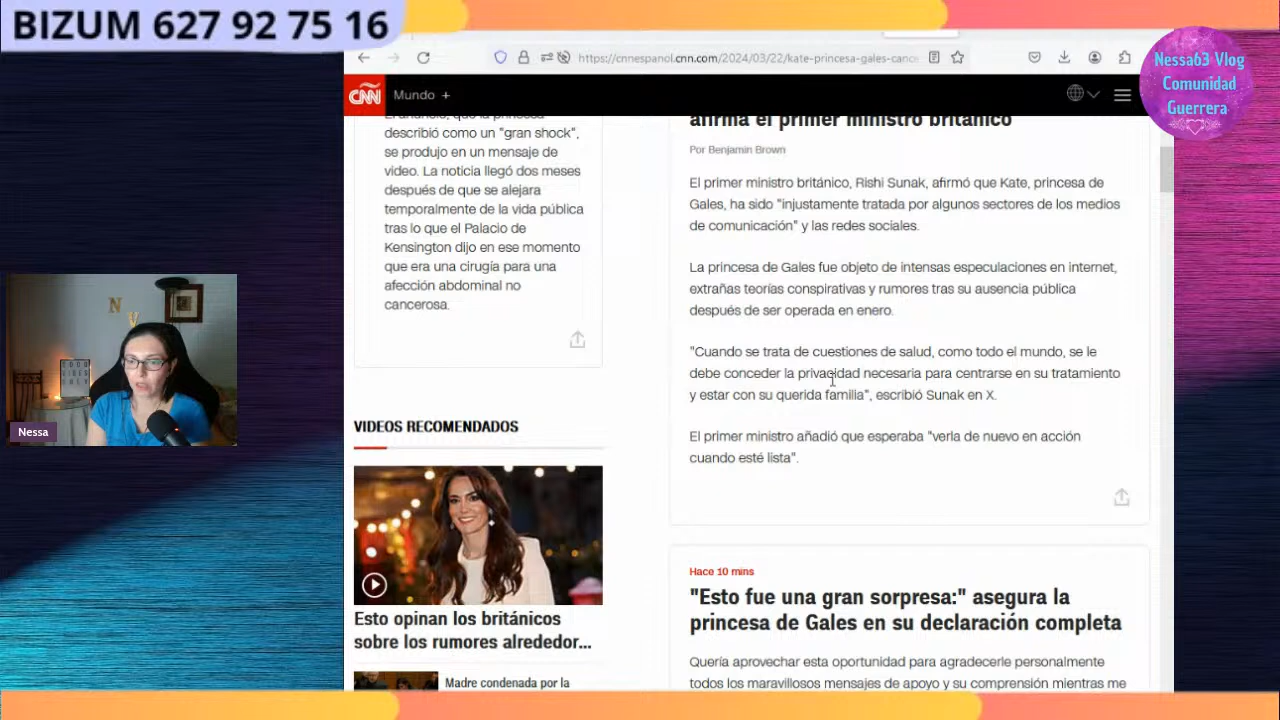 BIZUM 627 92 75 16
https://cnnespanol.cnn.com/2024/03/22/kate-princesa-gales-cance
Nessa63 Vlog
Comunidad
Guerrera
CNN
Mundo +
El anuncio, que la princesa
describió como un "gran shock",
se produjo en un mensaje de
video. La noticia llegó dos meses
después de que se alejara
temporalmente de la vida pública
tras lo que el Palacio de
Kensington dijo en ese momento
que era una cirugía para una
afección abdominal no
cancerosa.
VIDEOS RECOMENDADOS
Esto opinan los británicos
sobre los rumores alrededor...
Madre condenada por la
afirma el primer ministro británico
Por Benjamin Brown
El primer ministro británico, Rishi Sunak, afirmó que Kate, princesa de
Gales, ha sido "injustamente tratada por algunos sectores de los medios
de comunicación" y las redes sociales.
La princesa de Gales fue objeto de intensas especulaciones en internet,
extrañas teorías conspirativas y rumores tras su ausencia pública
después de ser operada en enero.
"Cuando se trata de cuestiones de salud, como todo el mundo, se le
debe conceder la privacidad necesaria para centrarse en su tratamiento
y estar con su querida familia", escribió Sunak en X.
El primer ministro añadió que esperaba "verla de nuevo en acción
cuando esté lista".
Hace 10 mins
"Esto fue una gran sorpresa:" asegura la
princesa de Gales en su declaración completa
Quería aprovechar esta oportunidad para agradecerle personalmente
todos los maravillosos mensajes de apoyo y su comprensión mientras me
N
V
Nessa